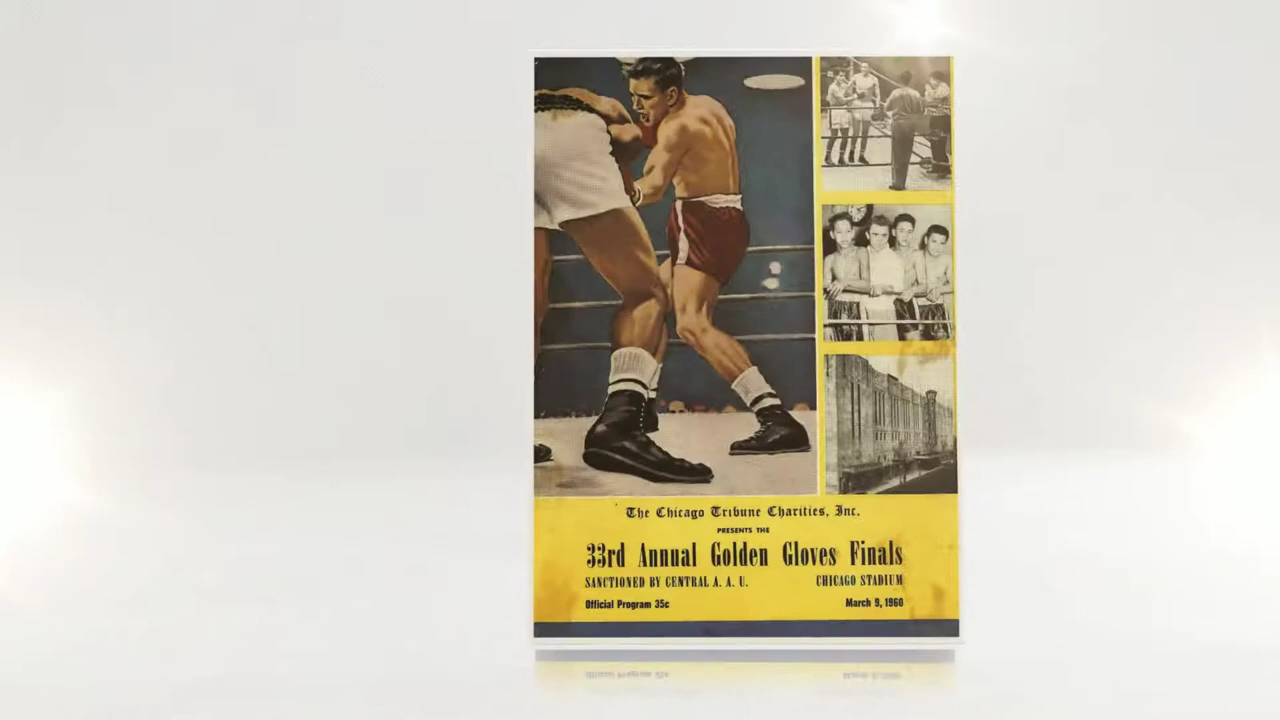 The Chicago Tribune Charities, Inc.
PRESENTS THE
33rd Annual Golden Gloves Finals
SANCTIONED BY CENTRAL A. A. U. CHICAGO STADIUM
Official Program 35c March 9, 1960